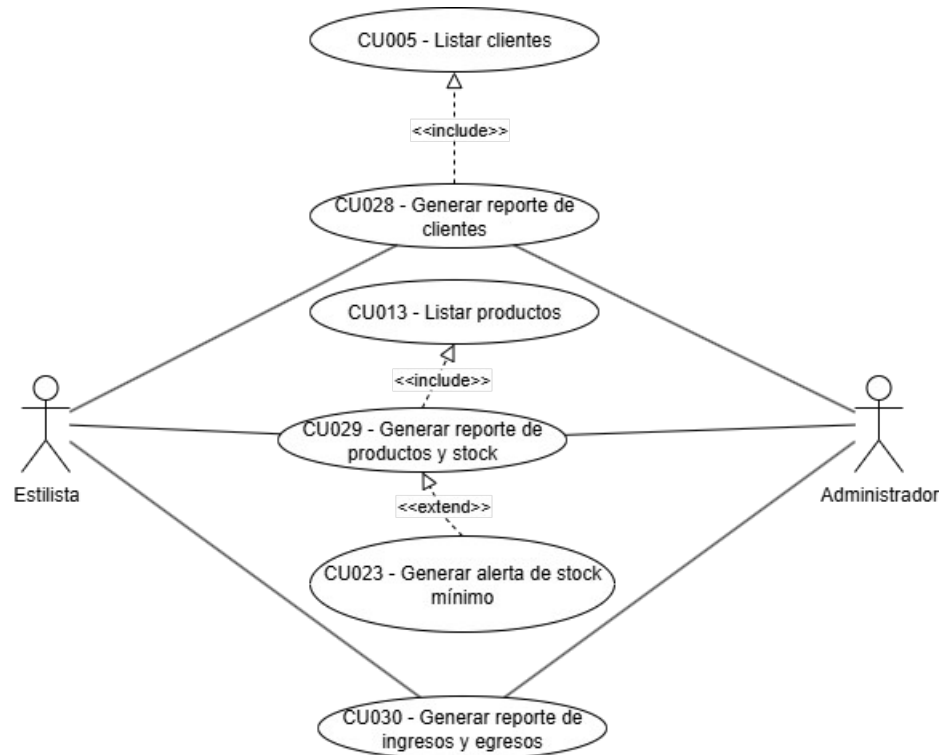 CU005 - Listar clientes
<<include>>
CU028 - Generar reporte de
clientes
CU013 - Listar productos
<<include>>
CU029 - Generar reporte de
productos y stock
Estilista
Administrador
<<extend>>
CU023 - Generar alerta de stock
mínimo
CU030 - Generar reporte de
ingresos y egresos